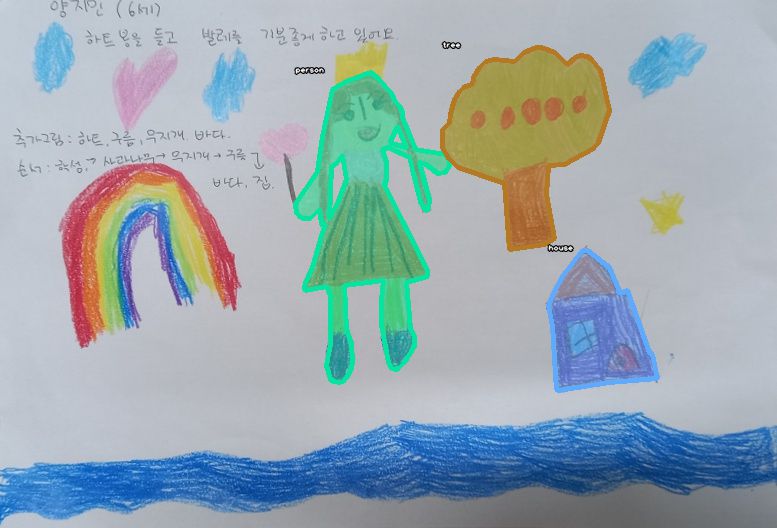 양지인 (6세)
하트봉을 들고 발레를 기분좋게 하고 있어요.
person
tree
추가그림: 하트, 구름, 무지개, 바다.
순서: → 사과나무 → 무지개 → 구름
바다, 집.
house